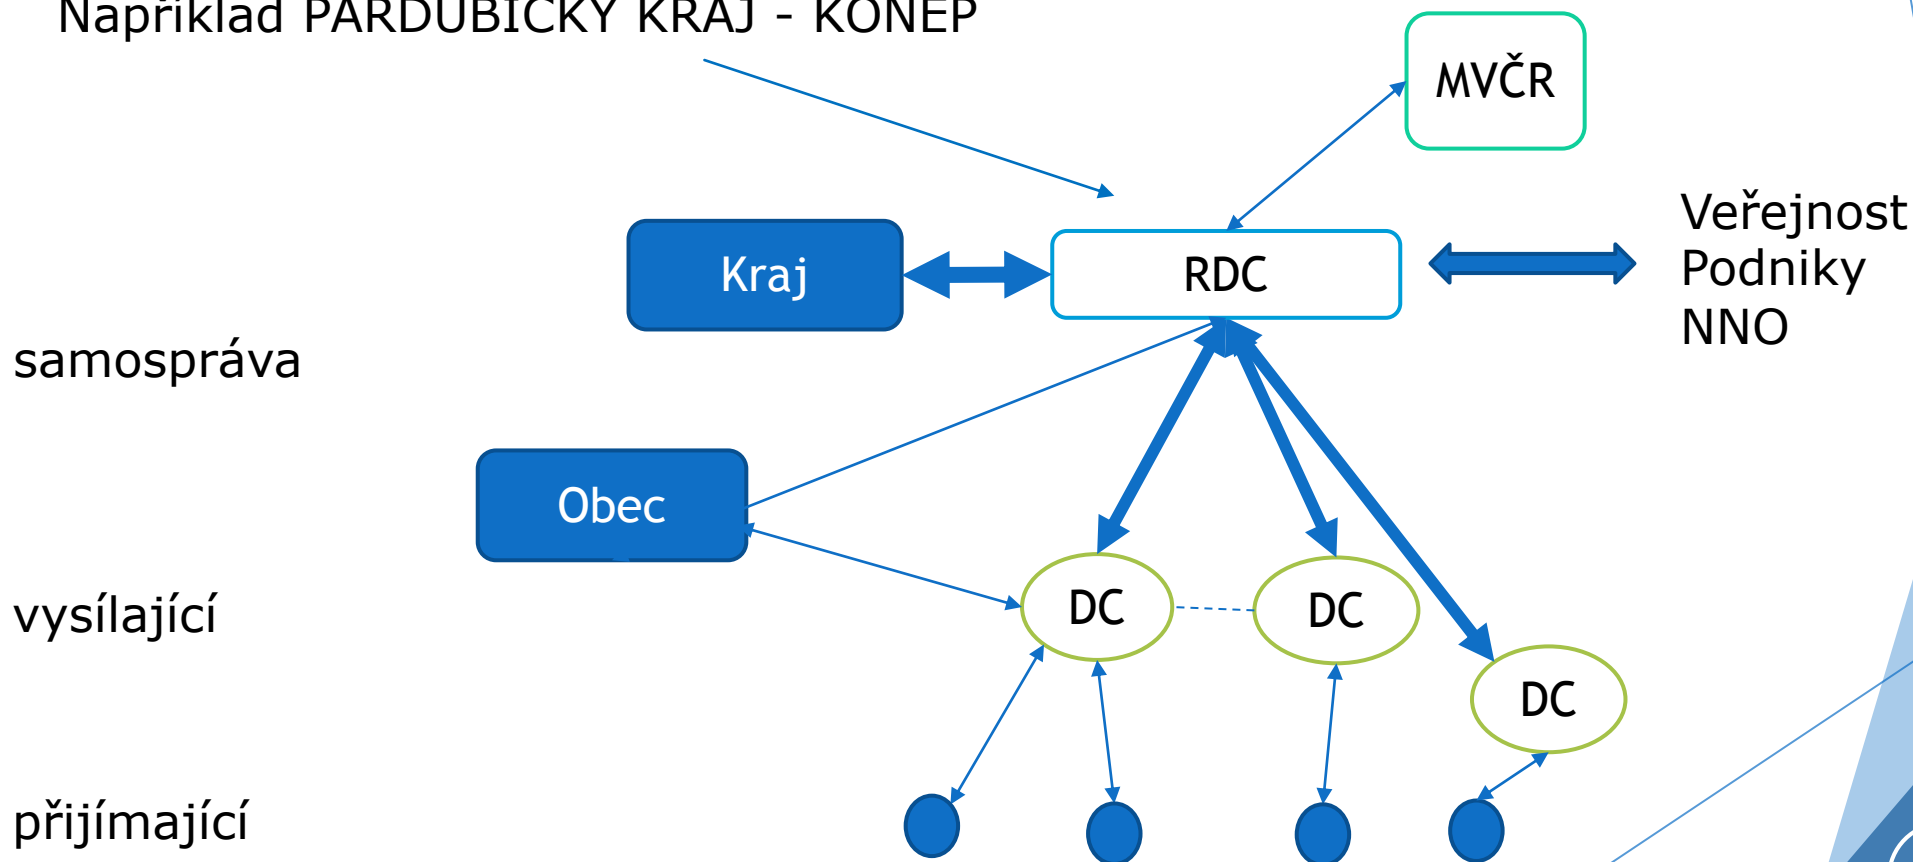 Například PARDUBICKÝ KRAJ - KONEP
MVČR
Veřejnost
Podniky
NNO
Kraj
RDC
samospráva
Obec
vysílající
DC
DC
DC
přijímající